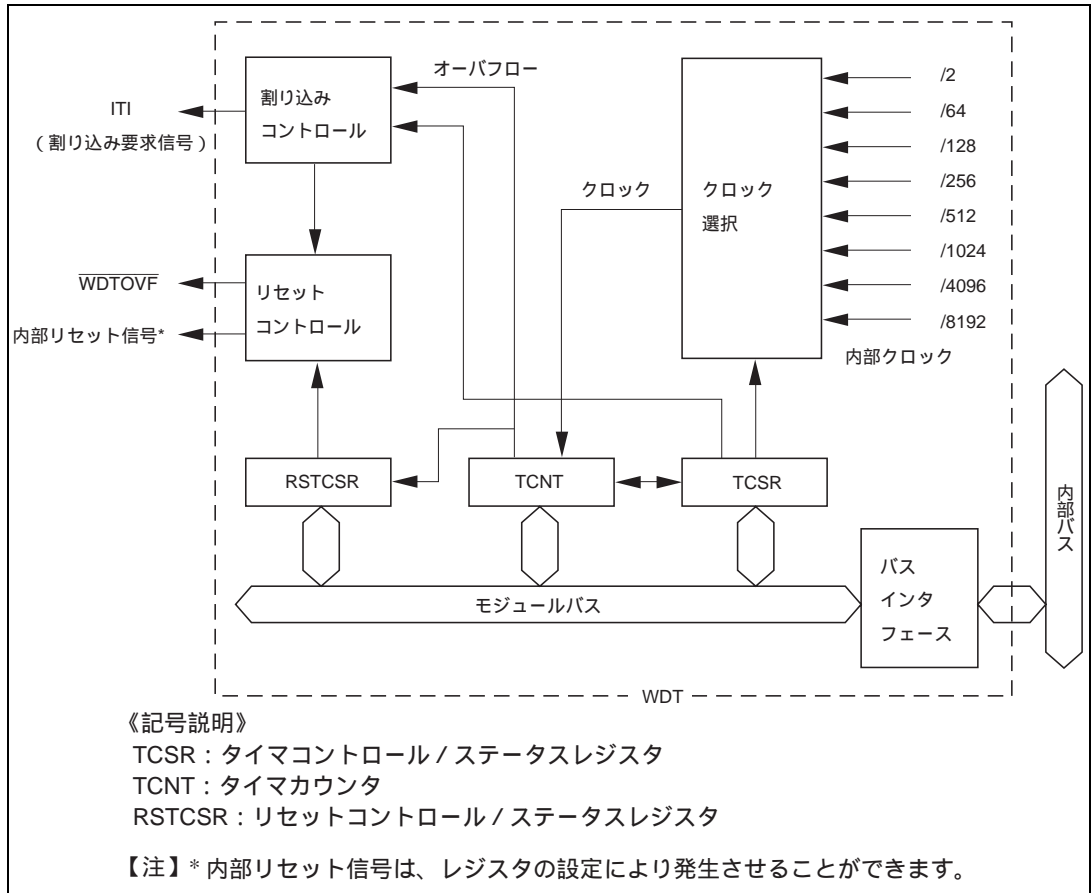 オーバフロー
割り込み
コントロール
ITI
（割り込み要求信号）
/2
/64
/128
/256
/512
/1024
/4096
/8192
内部クロック
クロック
クロック
選択
WDTOVF
内部リセット信号*
リセット
コントロール
RSTCSR
TCNT
TCSR
モジュールバス
バス
インタ
フェース
内部バス
WDT
《記号説明》
TCSR：タイマコントロール / ステータスレジスタ
TCNT：タイマカウンタ
RSTCSR：リセットコントロール / ステータスレジスタ
【注】* 内部リセット信号は、レジスタの設定により発生させることができます。